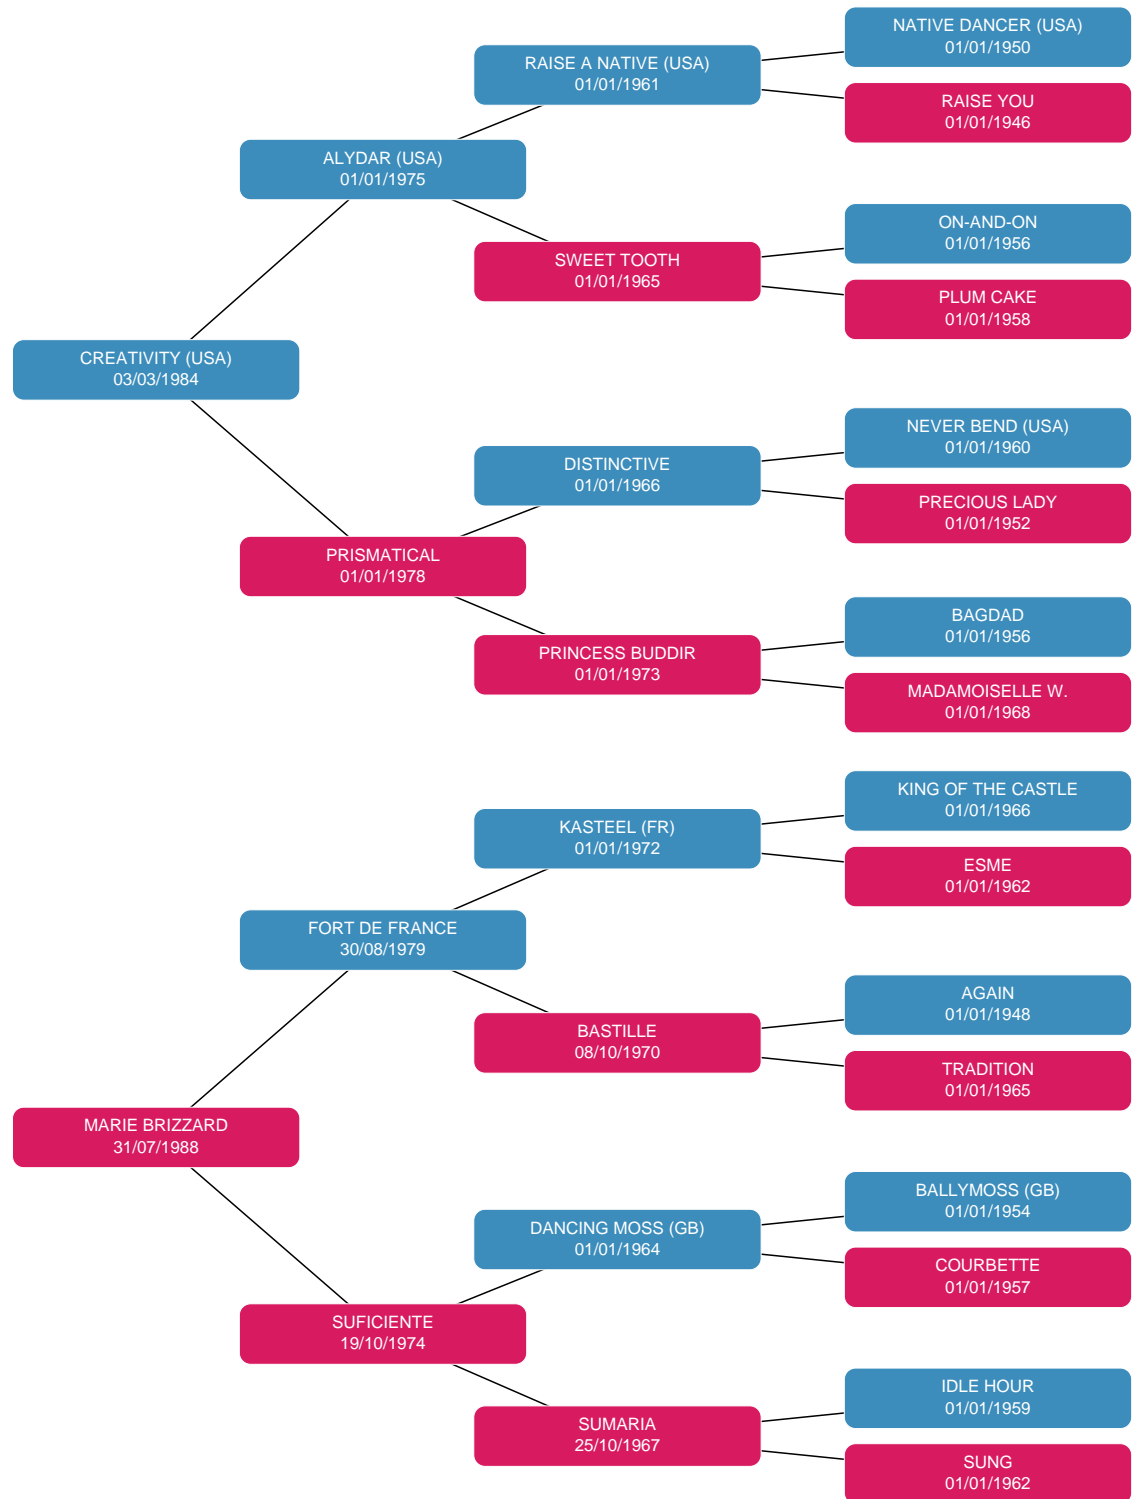 NATIVE DANCER (USA)
01/01/1950
RAISE A NATIVE (USA)
01/01/1961
RAISE YOU
01/01/1946
ALYDAR (USA)
01/01/1975
ON-AND-ON
01/01/1956
SWEET TOOTH
01/01/1965
PLUM CAKE
01/01/1958
CREATIVITY (USA)
03/03/1984
NEVER BEND (USA)
01/01/1960
DISTINCTIVE
01/01/1966
PRECIOUS LADY
01/01/1952
PRISMATICAL
01/01/1978
BAGDAD
01/01/1956
PRINCESS BUDDIR
01/01/1973
MADAMOISELLE W.
01/01/1968
KING OF THE CASTLE
01/01/1966
KASTEEL (FR)
01/01/1972
ESME
01/01/1962
FORT DE FRANCE
30/08/1979
AGAIN
01/01/1948
BASTILLE
08/10/1970
TRADITION
01/01/1965
MARIE BRIZZARD
31/07/1988
BALLYMOSS (GB)
01/01/1954
DANCING MOSS (GB)
01/01/1964
COURBETTE
01/01/1957
SUFICIENTE
19/10/1974
IDLE HOUR
01/01/1959
SUMARIA
25/10/1967
SUNG
01/01/1962